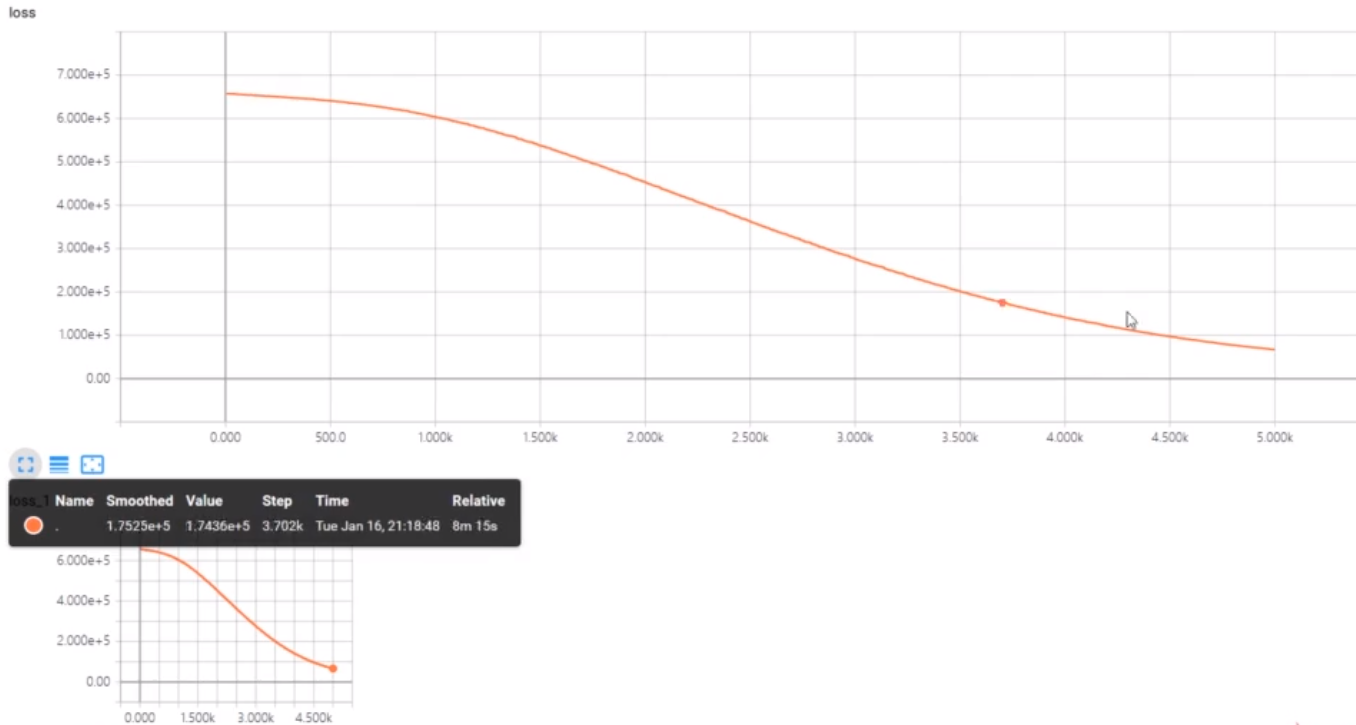 loss
7.000e+5
6.000e+5
5.000e+5
4.000e+5
3.000e+5
2.000e+5
1.000e+5
0.00
0.000 500.0 1.000k 1.500k 2.000k 2.500k 3.000k 3.500k 4.000k 4.500k 5.000k
loss_1 Name Smoothed Value Step Time Relative
. 1.7525e+5 1.7436e+5 3.702k Tue Jan 16, 21:18:48 8m 15s
6.000e+5
4.000e+5
2.000e+5
0.00
0.000 1.500k 3.000k 4.500k